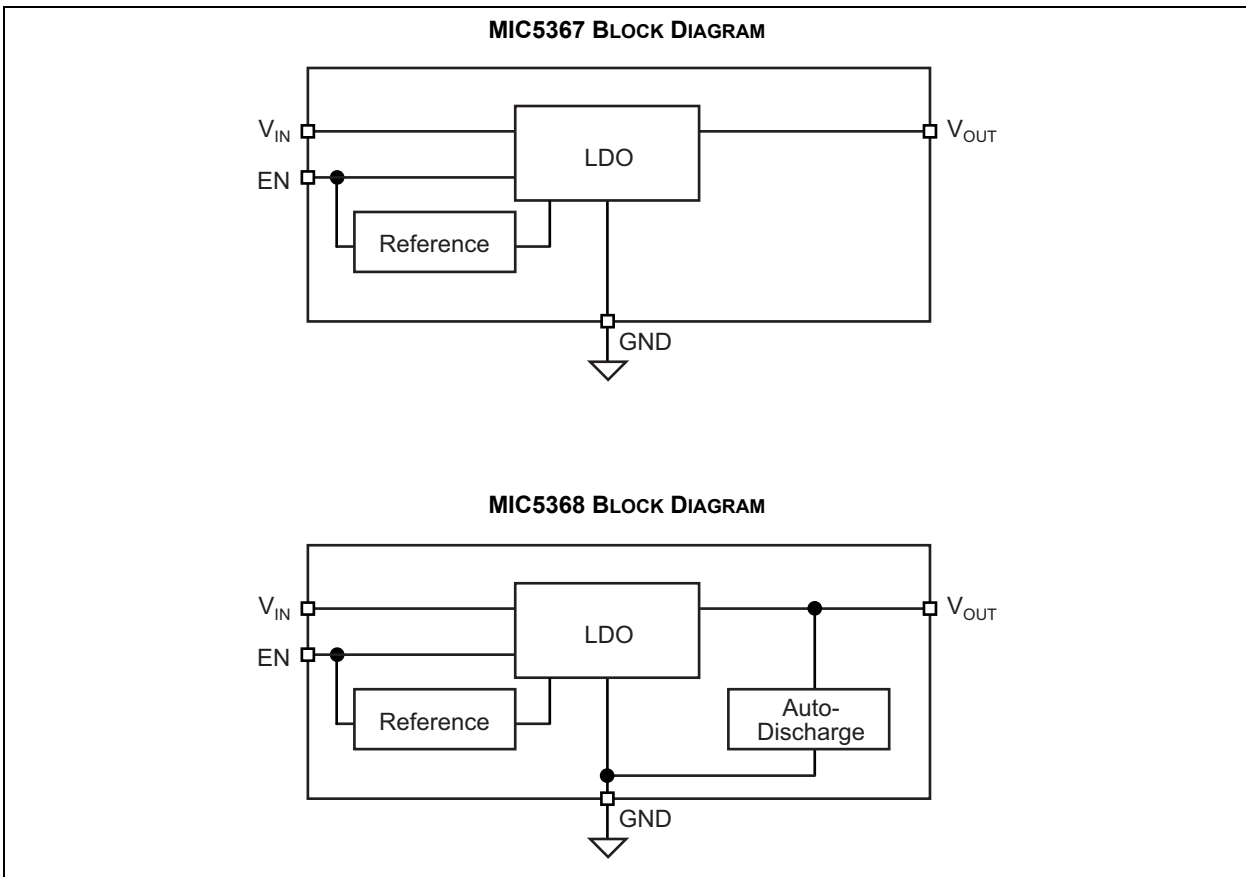 MIC5367 BLOCK DIAGRAM
VIN
LDO
VOUT
EN
Reference
GND
MIC5368 BLOCK DIAGRAM
VIN
LDO
VOUT
EN
Reference
Auto-
Discharge
GND